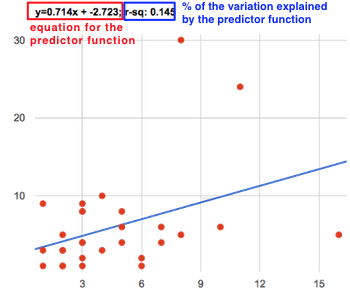 y=0.714x + -2.723; r-sq: 0.145
% of the variation explained
by the predictor function
equation for the
predictor function
30
20
10
3
6
9
12
15